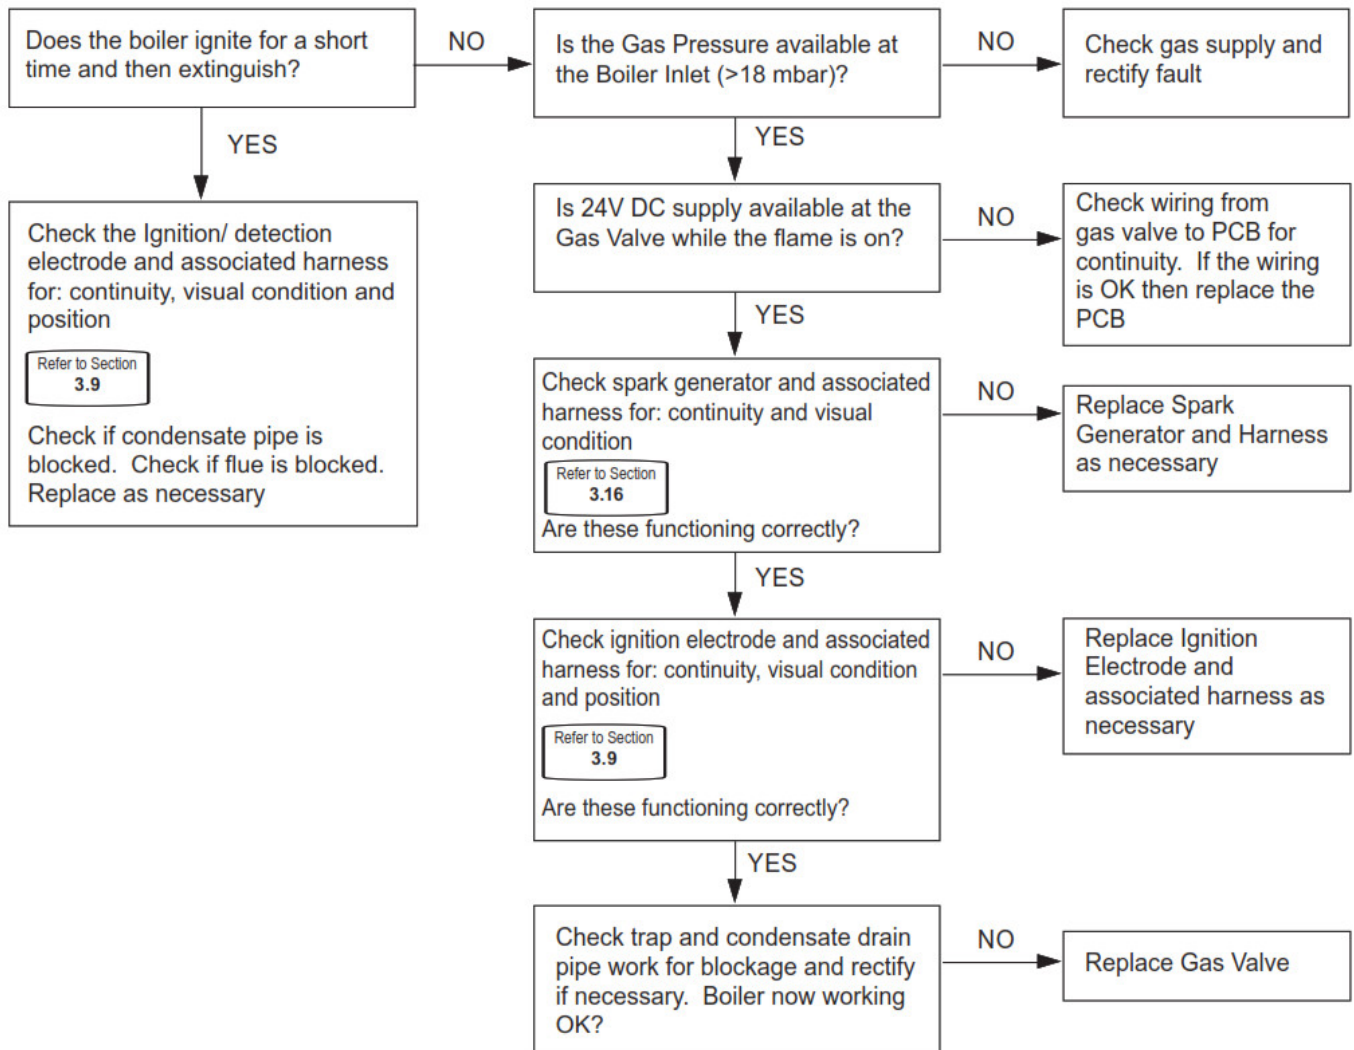 Does the boiler ignite for a short
time and then extinguish?
NO
Is the Gas Pressure available at
the Boiler Inlet (>18 mbar)?
NO
Check gas supply and
rectify fault
YES
YES
Check the Ignition/ detection
electrode and associated harness
for: continuity, visual condition and
position
Refer to Section
3.9
Check if condensate pipe is
blocked.  Check if flue is blocked.
Replace as necessary
Is 24V DC supply available at the
Gas Valve while the flame is on?
NO
Check wiring from
gas valve to PCB for
continuity.  If the wiring
is OK then replace the
PCB
YES
Check spark generator and associated
harness for: continuity and visual
condition
Refer to Section
3.16
Are these functioning correctly?
NO
Replace Spark
Generator and Harness
as necessary
YES
Check ignition electrode and associated
harness for: continuity, visual condition
and position
Refer to Section
3.9
Are these functioning correctly?
NO
Replace Ignition
Electrode and
associated harness as
necessary
YES
Check trap and condensate drain
pipe work for blockage and rectify
if necessary.  Boiler now working
OK?
NO
Replace Gas Valve